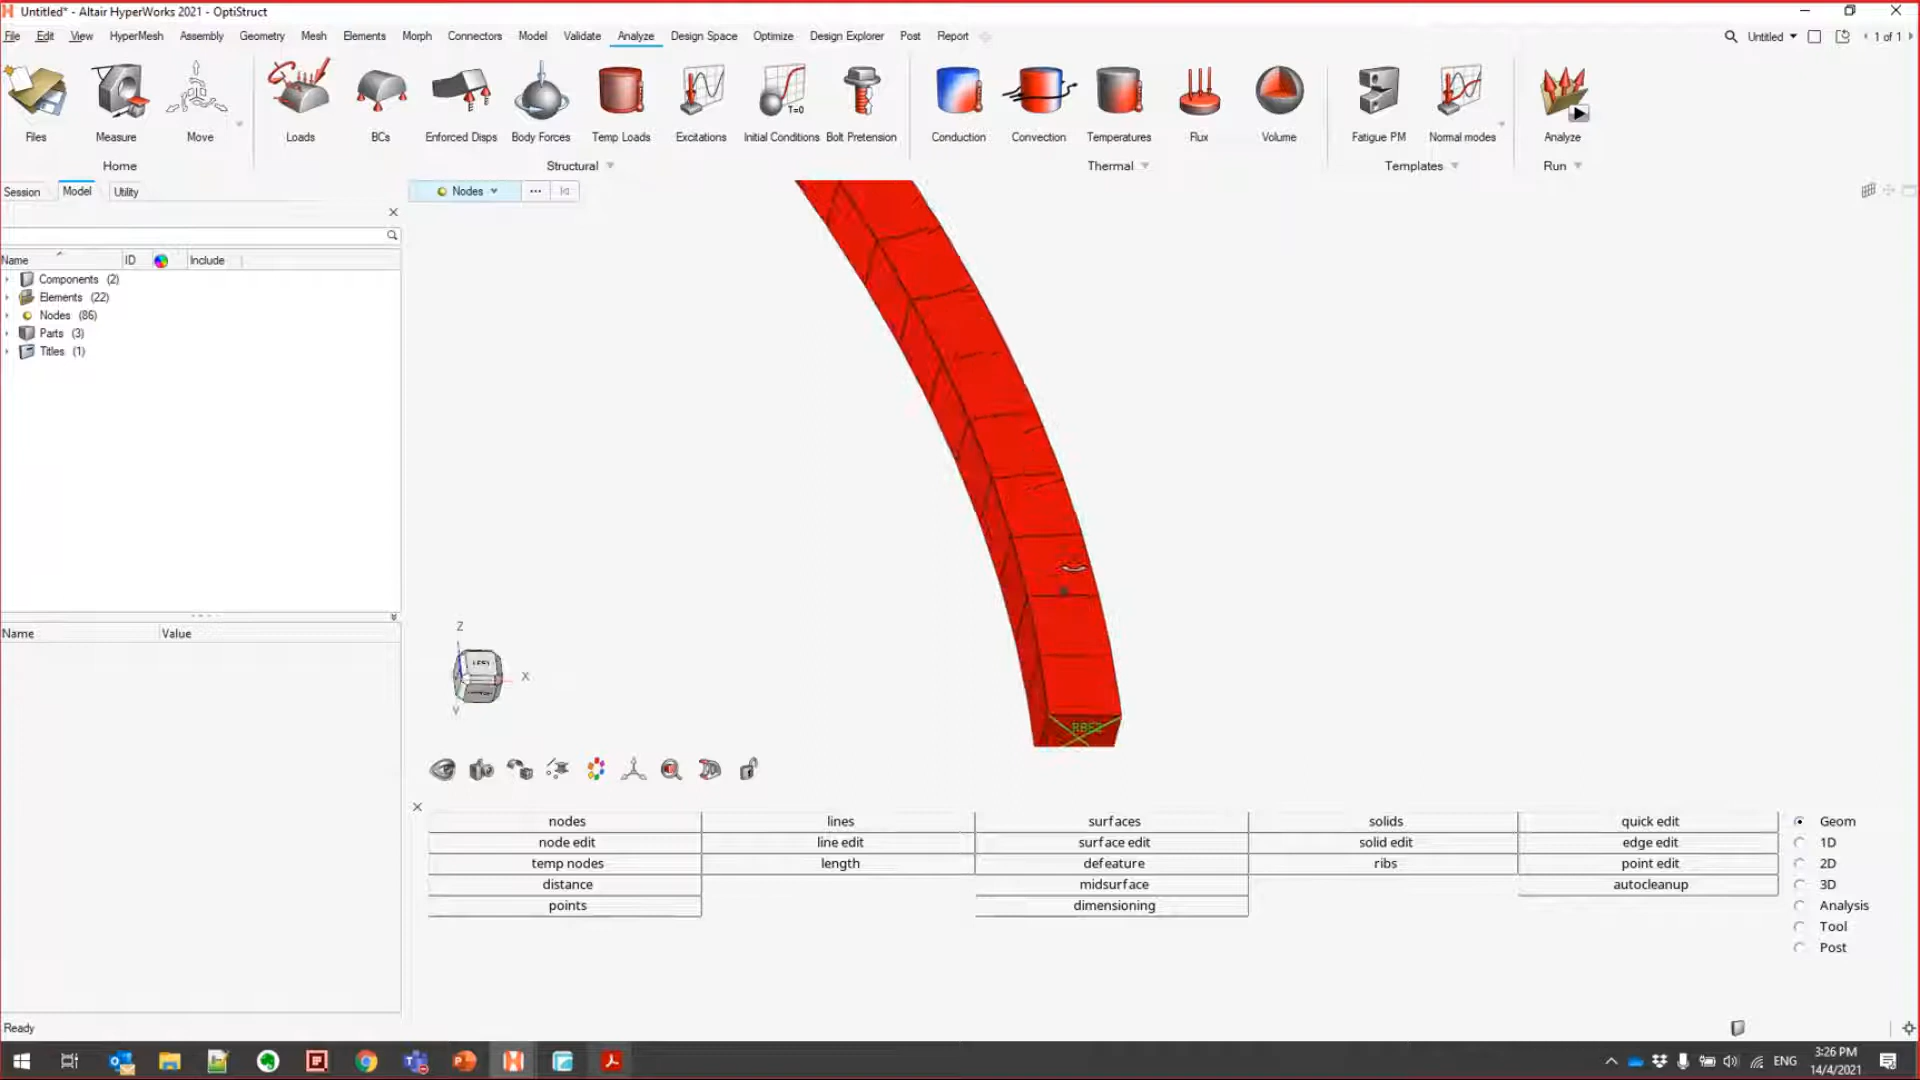 Untitled* - Altair HyperWorks 2021 - OptiStruct
File Edit View HyperMesh Assembly Geometry Mesh Elements Morph Connectors Model Validate Analyze Design Space Optimize Design Explorer Post Report Untitled 1 of 1
T=0
Files Measure Move Loads BCs Enforced Disps Body Forces Temp Loads Excitations Initial Conditions Bolt Pretension Conduction Convection Temperatures Flux Volume Fatigue PM Normal modes Analyze
Home Structural Thermal Templates Run
Session Model Utility Nodes
Name ID Include
Components (2)
Elements (22)
Nodes (86)
Parts (3)
Titles (1)
Name Value
Z
X
Y
RBE2
nodes lines surfaces solids quick edit Geom
node edit line edit surface edit solid edit edge edit 1D
temp nodes length defeature ribs point edit 2D
distance midsurface autocleanup 3D
points dimensioning Analysis
Tool
Post
Ready
ENG 3:26 PM
14/4/2021